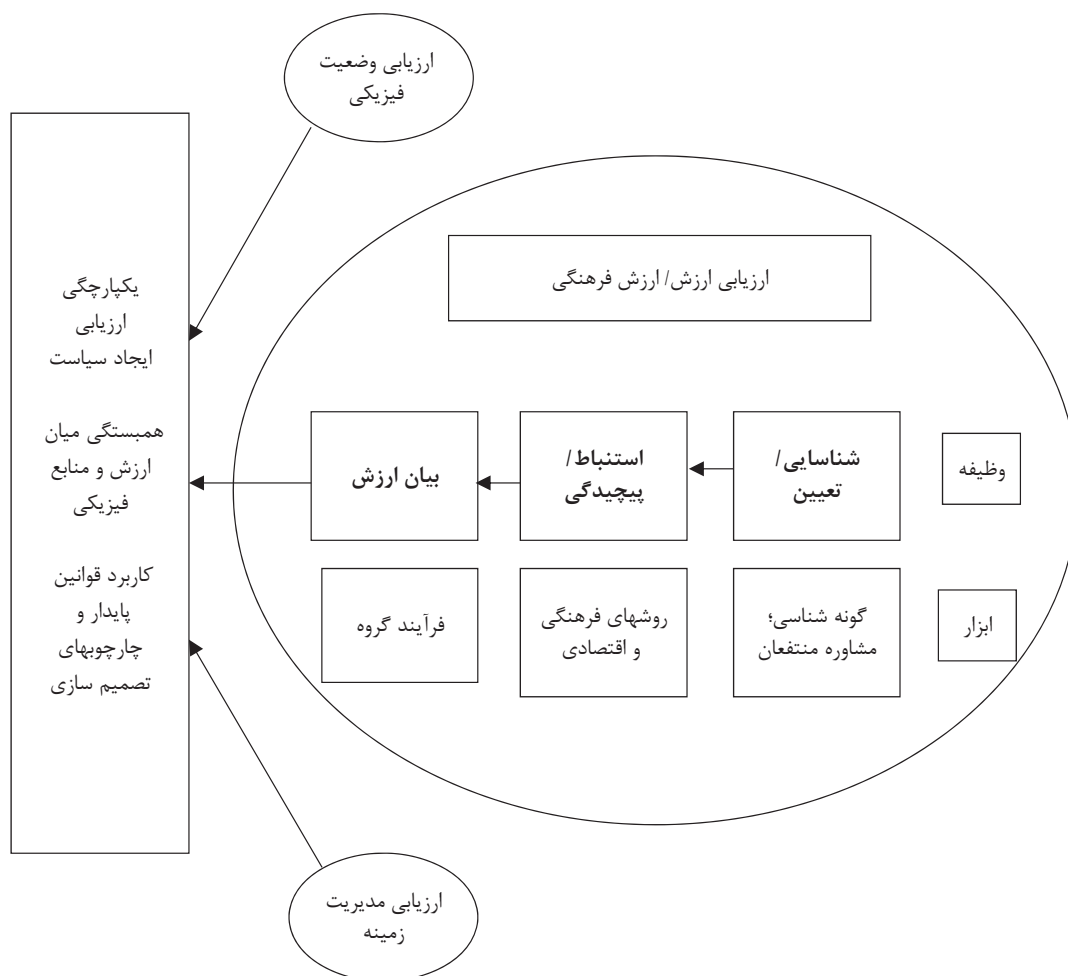 ارزیابی وضعیت
فیزیکی
ارزیابی ارزش/ ارزش فرهنگی
وظیفه
شناسایی/
تعیین
استنباط/
پیچیدگی
بیان ارزش
ابزار
گونه شناسی؛
مشاوره منتفعان
روشهای فرهنگی
و اقتصادی
فرآیند گروه
یکپارچگی
ارزیابی
ایجاد سیاست
همبستگی میان
ارزش و منابع
فیزیکی
کاربرد قوانین
پایدار و
چارچوبهای
تصمیم سازی
ارزیابی مدیریت
زمینه